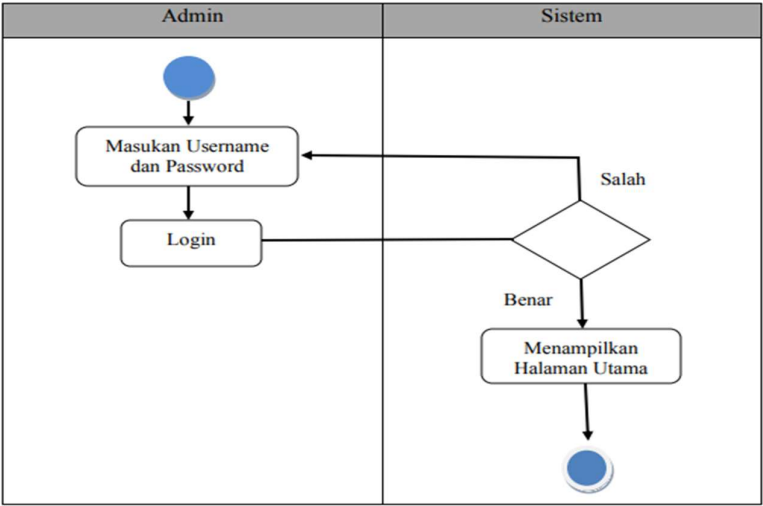 Admin
Sistem
Masukan Username
dan Password
Salah
Login
Benar
Menampilkan
Halaman Utama